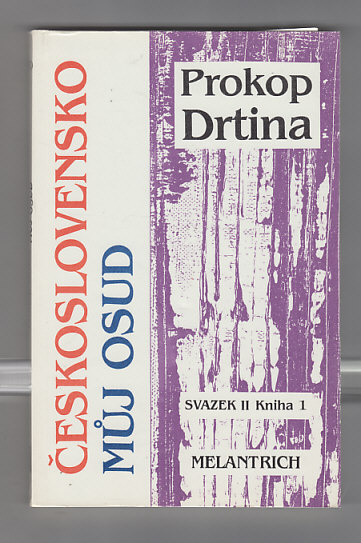 ČESKOSLOVENSKO
MŮJ OSUD
Prokop
Drtina
SVAZEK II Kniha 1
MELANTRICH